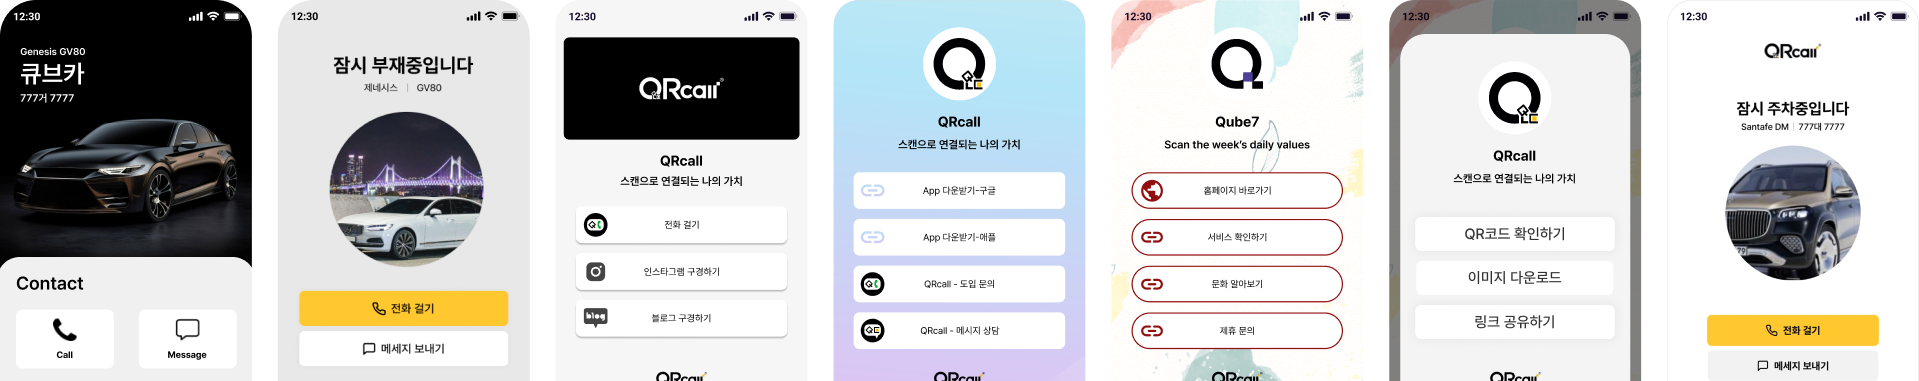 12:30
Genesis GV80
큐브카
777거 7777
Contact
Call
Message
12:30
잠시 부재중입니다
제네시스 | GV80
전화 걸기
메세지 보내기
12:30
QRcall
QRcall
스캔으로 연결되는 나의 가치
전화 걸기
인스타그램 구경하기
blog
블로그 구경하기
QRcall
12:30
QRcall
스캔으로 연결되는 나의 가치
App 다운받기-구글
App 다운받기-애플
QRcall - 도입 문의
QRcall - 메시지 상담
QRcall
12:30
Qube7
Scan the week's daily values
홈페이지 바로가기
서비스 확인하기
문화 알아보기
제휴 문의
QRcall
12:30
QRcall
스캔으로 연결되는 나의 가치
QR코드 확인하기
이미지 다운로드
링크 공유하기
QRcall
12:30
QRcall
잠시 주차중입니다
Santafe DM | 777대 7777
전화 걸기
메세지 보내기